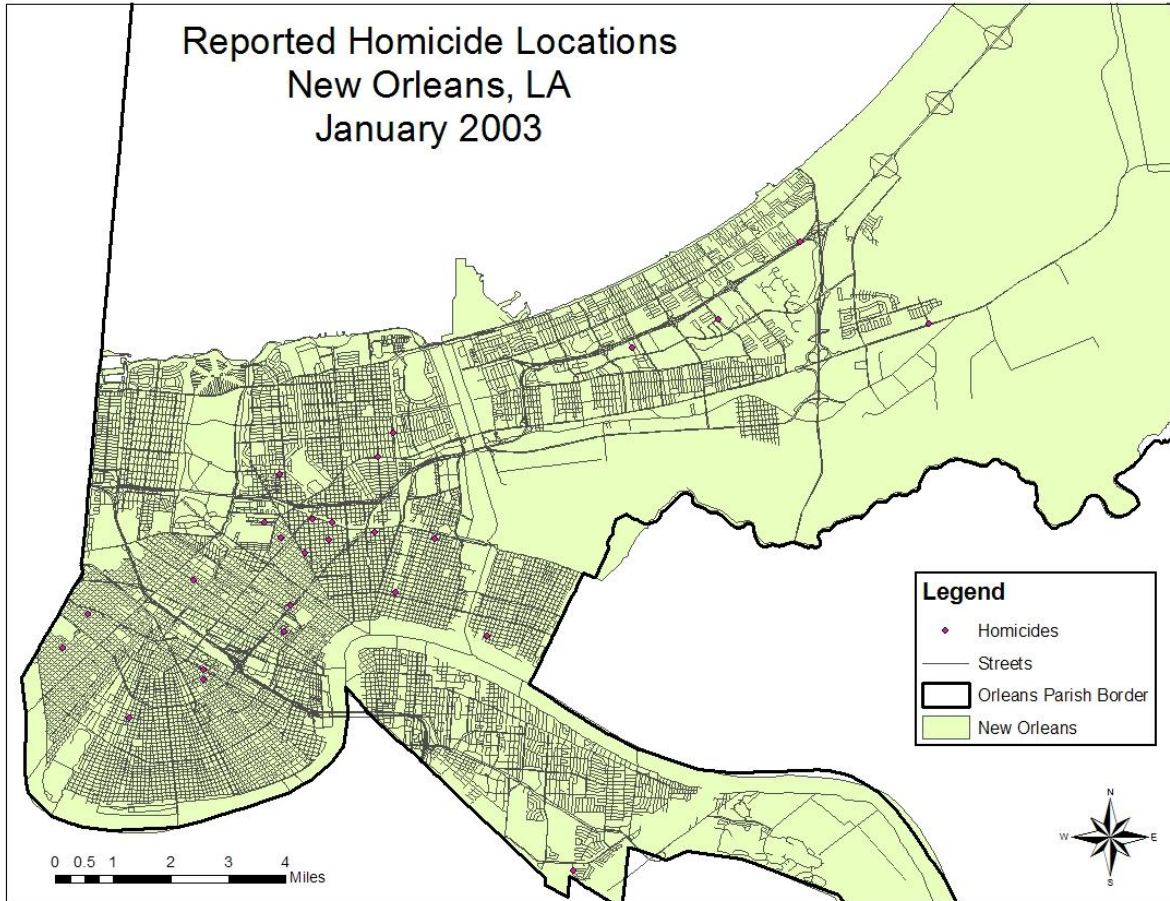 Reported Homicide Locations
New Orleans, LA
January 2003
Legend
Homicides
Streets
Orleans Parish Border
New Orleans
0 0.5 1 2 3 4
Miles
N
W E
S